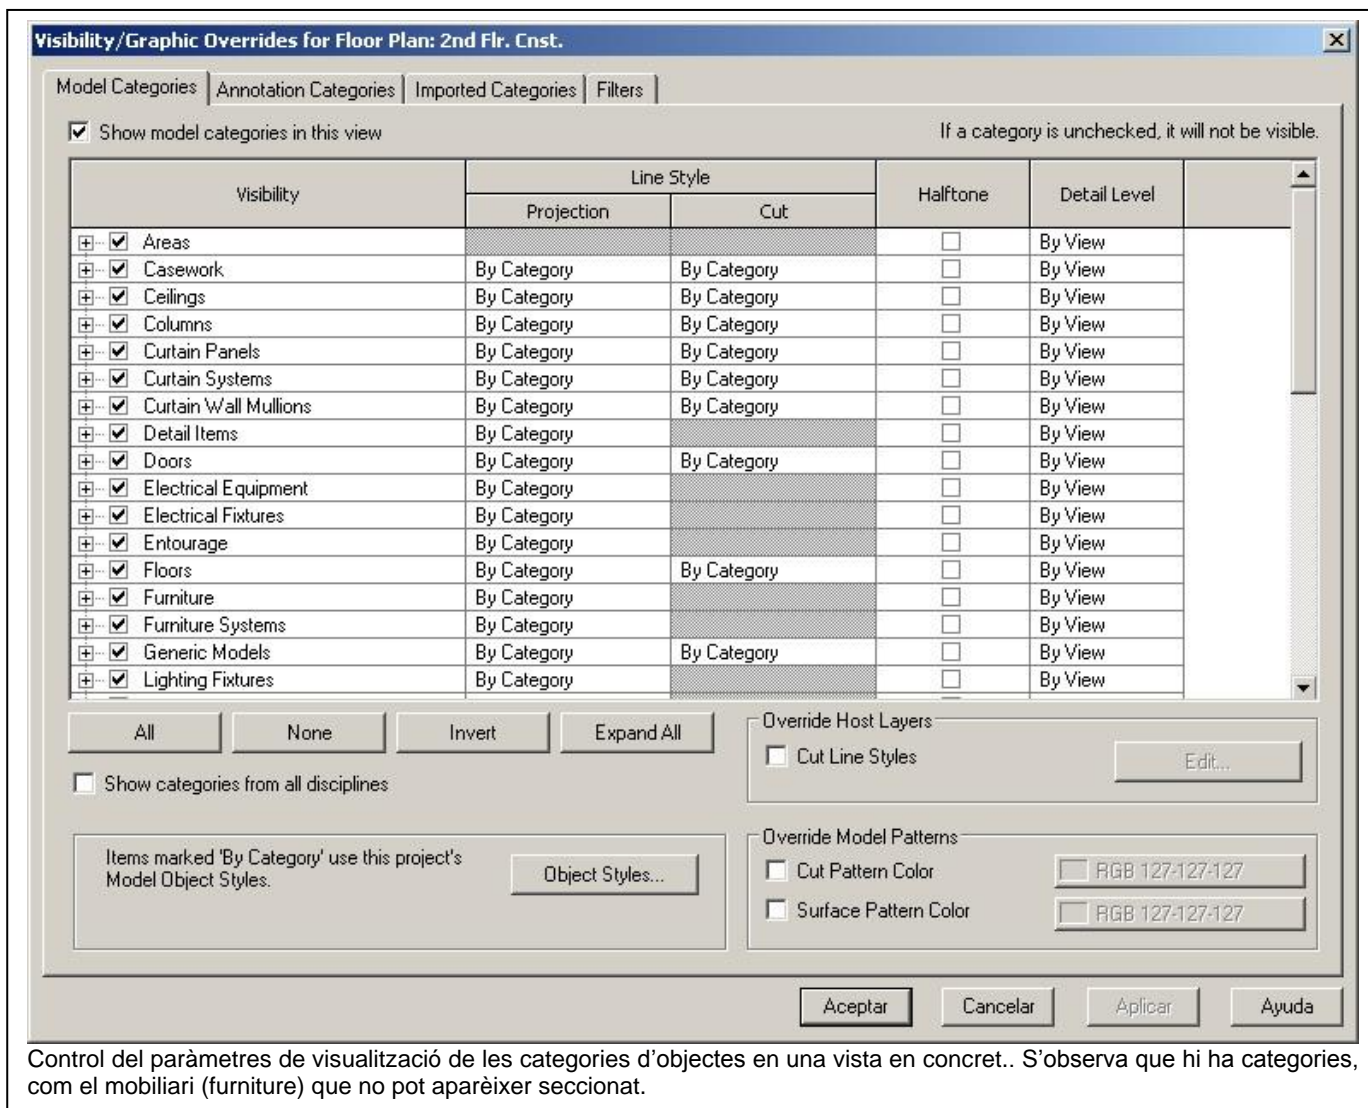 Visibility/Graphic Overrides for Floor Plan: 2nd Flr. Cnst.
Model Categories Annotation Categories Imported Categories Filters
Show model categories in this view If a category is unchecked, it will not be visible.
Visibility Line Style Halftone Detail Level
Projection Cut
Areas By View
Casework By Category By Category By View
Ceilings By Category By Category By View
Columns By Category By Category By View
Curtain Panels By Category By Category By View
Curtain Systems By Category By Category By View
Curtain Wall Mullions By Category By Category By View
Detail Items By Category By View
Doors By Category By Category By View
Electrical Equipment By Category By View
Electrical Fixtures By Category By View
Entourage By Category By View
Floors By Category By Category By View
Furniture By Category By View
Furniture Systems By Category By View
Generic Models By Category By Category By View
Lighting Fixtures By Category By View
All None Invert Expand All
Override Host Layers
Cut Line Styles Edit...
Show categories from all disciplines
Items marked 'By Category' use this project's
Model Object Styles.
Object Styles...
Override Model Patterns
Cut Pattern Color RGB 127-127-127
Surface Pattern Color RGB 127-127-127
Aceptar Cancelar Aplicar Ayuda
Control del paràmetres de visualització de les categories d'objectes en una vista en concret.. S'observa que hi ha categories,
com el mobiliari (furniture) que no pot aparèixer seccionat.